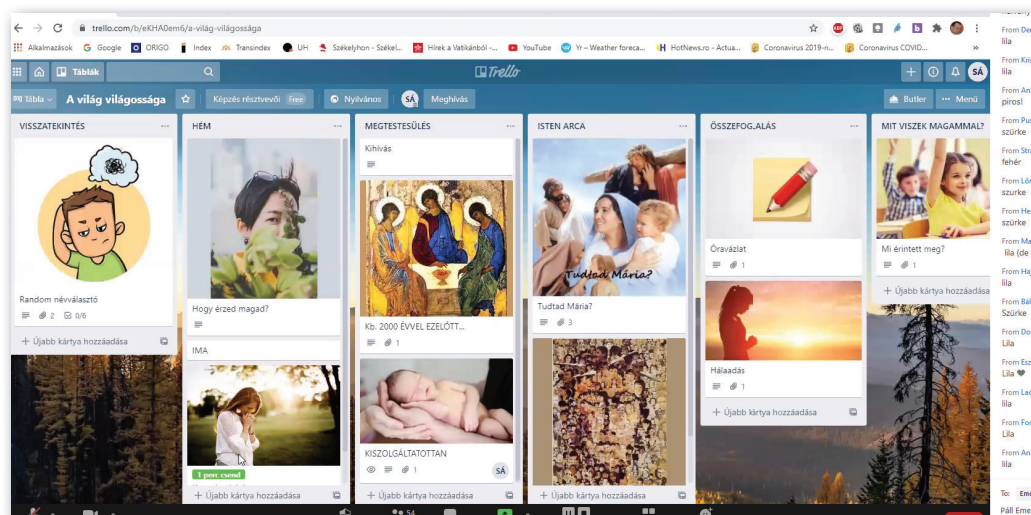 trello.com/b/eKHA0em6/a-világ-világossága
Alkalmazások Google ORIGO Index Transindex UH Székelyhon - Székel... Hírek a Vatikánból -... YouTube Yr – Weather foreca... HotNews.ro - Actua... Coronavirus 2019-n... Coronavirus COVID... »
Táblák Trello SÁ
Tábla A világ világossága Képzés résztvevői Free Nyilvános SÁ Meghívás Butler ... Menü
VISSZATEKINTÉS ...
Random névválasztó
2 0/6
+ Újabb kártya hozzáadása
HÉM ...
Hogy érzed magad?
IMA
1 perc csend
+ Újabb kártya hozzáadása
MEGTESTESÜLÉS ...
Kihívás
Kb. 2000 ÉVVEL EZELŐTT...
1
KISZOLGÁLTATOTTAN
1 SÁ
+ Újabb kártya hozzáadása
ISTEN ARCA ...
Tudtad Mária?
Tudtad Mária?
3
+ Újabb kártya hozzáadása
ÖSSZEFOG.ALÁS ...
Óravázlat
1
Hálaadás
1
+ Újabb kártya hozzáadása
MIT VISZEK MAGAMMAL?
Mi érintett meg?
1
+ Újabb kártya hozzáadása
From
lila
From
lila
From
piros!
From
szürke
From
fehér
From
szurke
From
szürke
From
lila (de
From
lila
From
Szürke
From
Lila
From
Lila ♥
From
lila
From
Lila
From
lila
To:
Páll Eme
54